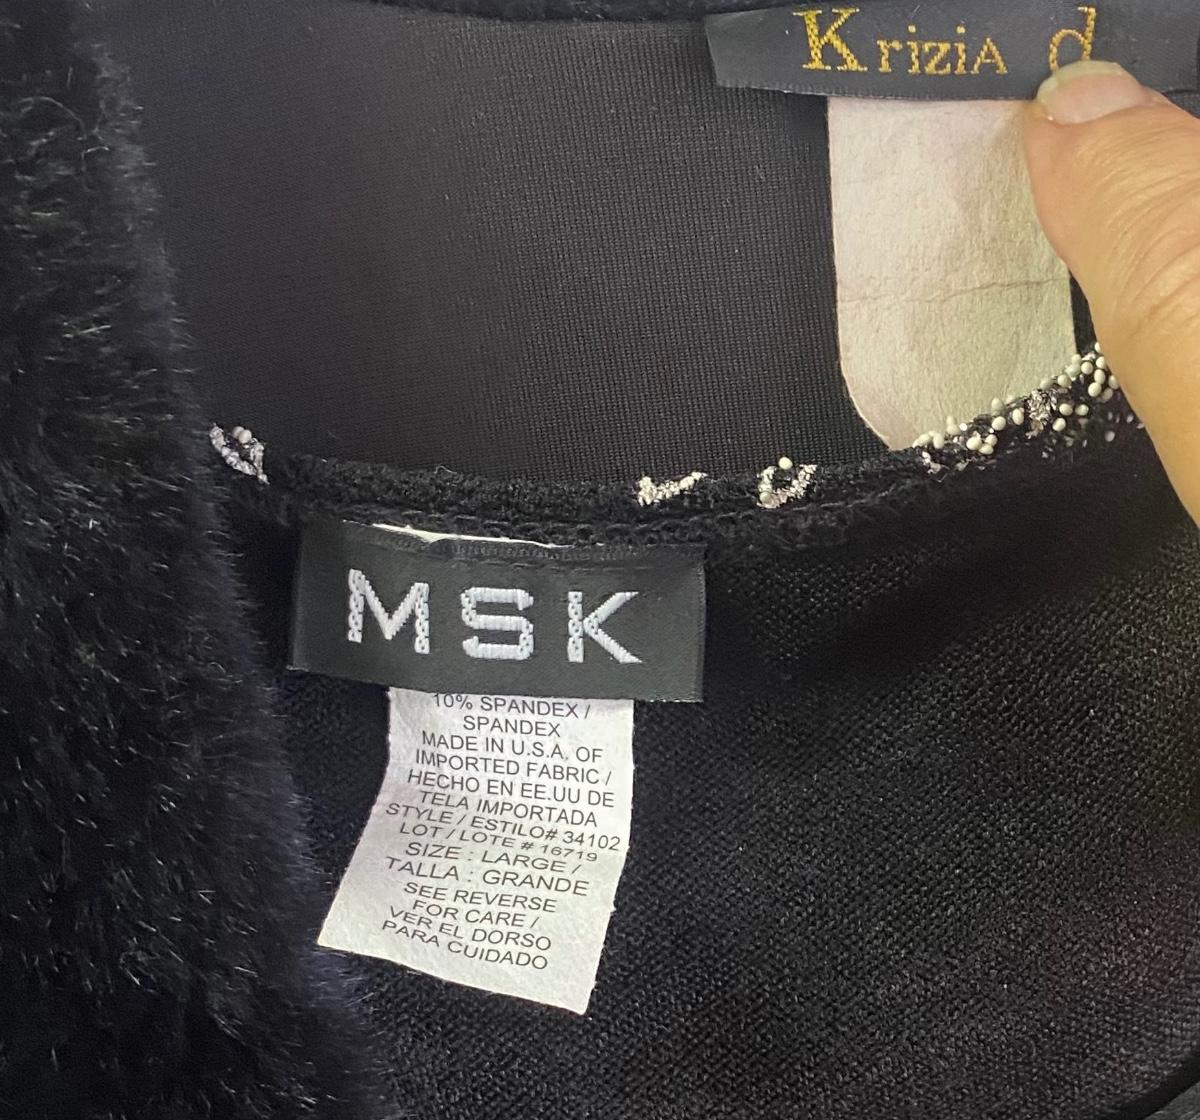 KriziA d
MSK
10% SPANDEX /
SPANDEX
MADE IN U.S.A. OF
IMPORTED FABRIC /
HECHO EN EE.UU DE
TELA IMPORTADA
STYLE / ESTILO# 34102
LOT / LOTE # 16719
SIZE : LARGE /
TALLA : GRANDE
SEE REVERSE
FOR CARE /
VER EL DORSO
PARA CUIDADO